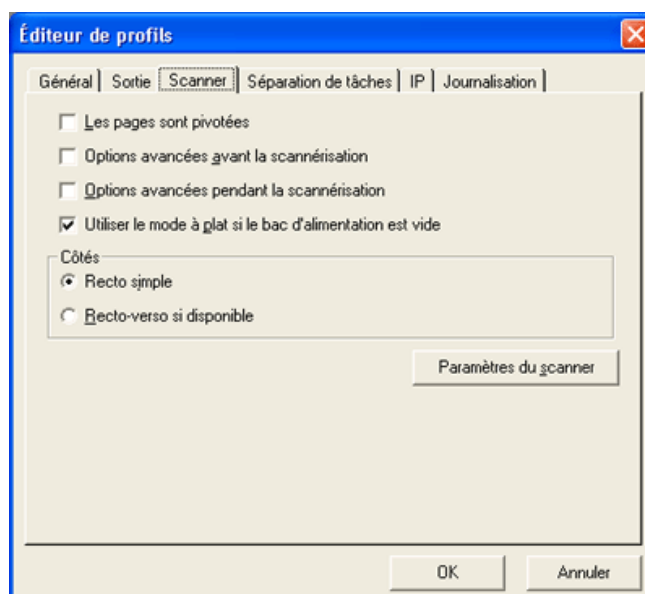 Éditeur de profils
Général Sortie Scanner Séparation de tâches IP Journalisation
Les pages sont pivotées
Options avancées avant la scannérisation
Options avancées pendant la scannérisation
Utiliser le mode à plat si le bac d'alimentation est vide
Côtés
Recto simple
Recto-verso si disponible
Paramètres du scanner
OK Annuler